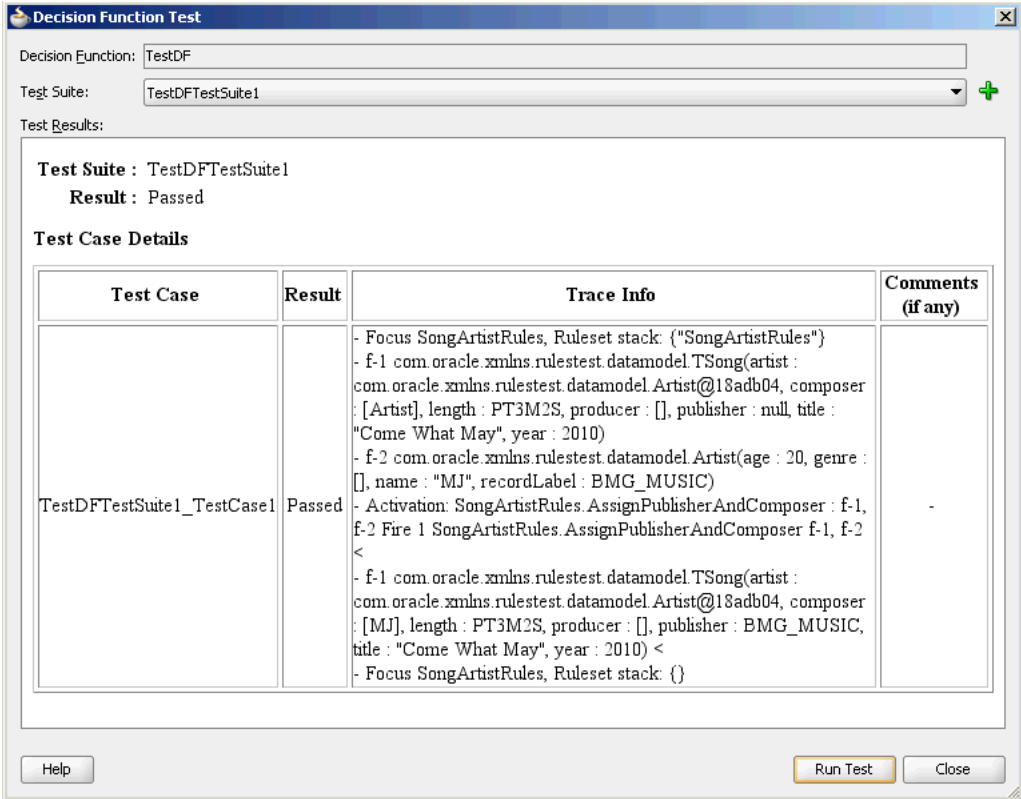 Decision Function Test
Decision Function: TestDF
Test Suite: TestDFTestSuite1
Test Results:
Test Suite : TestDFTestSuite1
Result : Passed
Test Case Details
Test Case Result Trace Info Comments (if any)
- Focus SongArtistRules, Ruleset stack: {"SongArtistRules"}
- f-1 com.oracle.xmlns.rulestest.datamodel.TSong(artist :
com.oracle.xmlns.rulestest.datamodel.Artist@18adb04, composer
: [Artist], length : PT3M2S, producer : [], publisher : null, title :
"Come What May", year : 2010)
- f-2 com.oracle.xmlns.rulestest.datamodel.Artist(age : 20, genre :
[], name : "MJ", recordLabel : BMG_MUSIC)
TestDFTestSuite1_TestCase1 Passed - Activation: SongArtistRules.AssignPublisherAndComposer : f-1, -
f-2 Fire 1 SongArtistRules.AssignPublisherAndComposer f-1, f-2
<
- f-1 com.oracle.xmlns.rulestest.datamodel.TSong(artist :
com.oracle.xmlns.rulestest.datamodel.Artist@18adb04, composer
: [MJ], length : PT3M2S, producer : [], publisher : BMG_MUSIC,
title : "Come What May", year : 2010) <
- Focus SongArtistRules, Ruleset stack: {}
Help Run Test Close